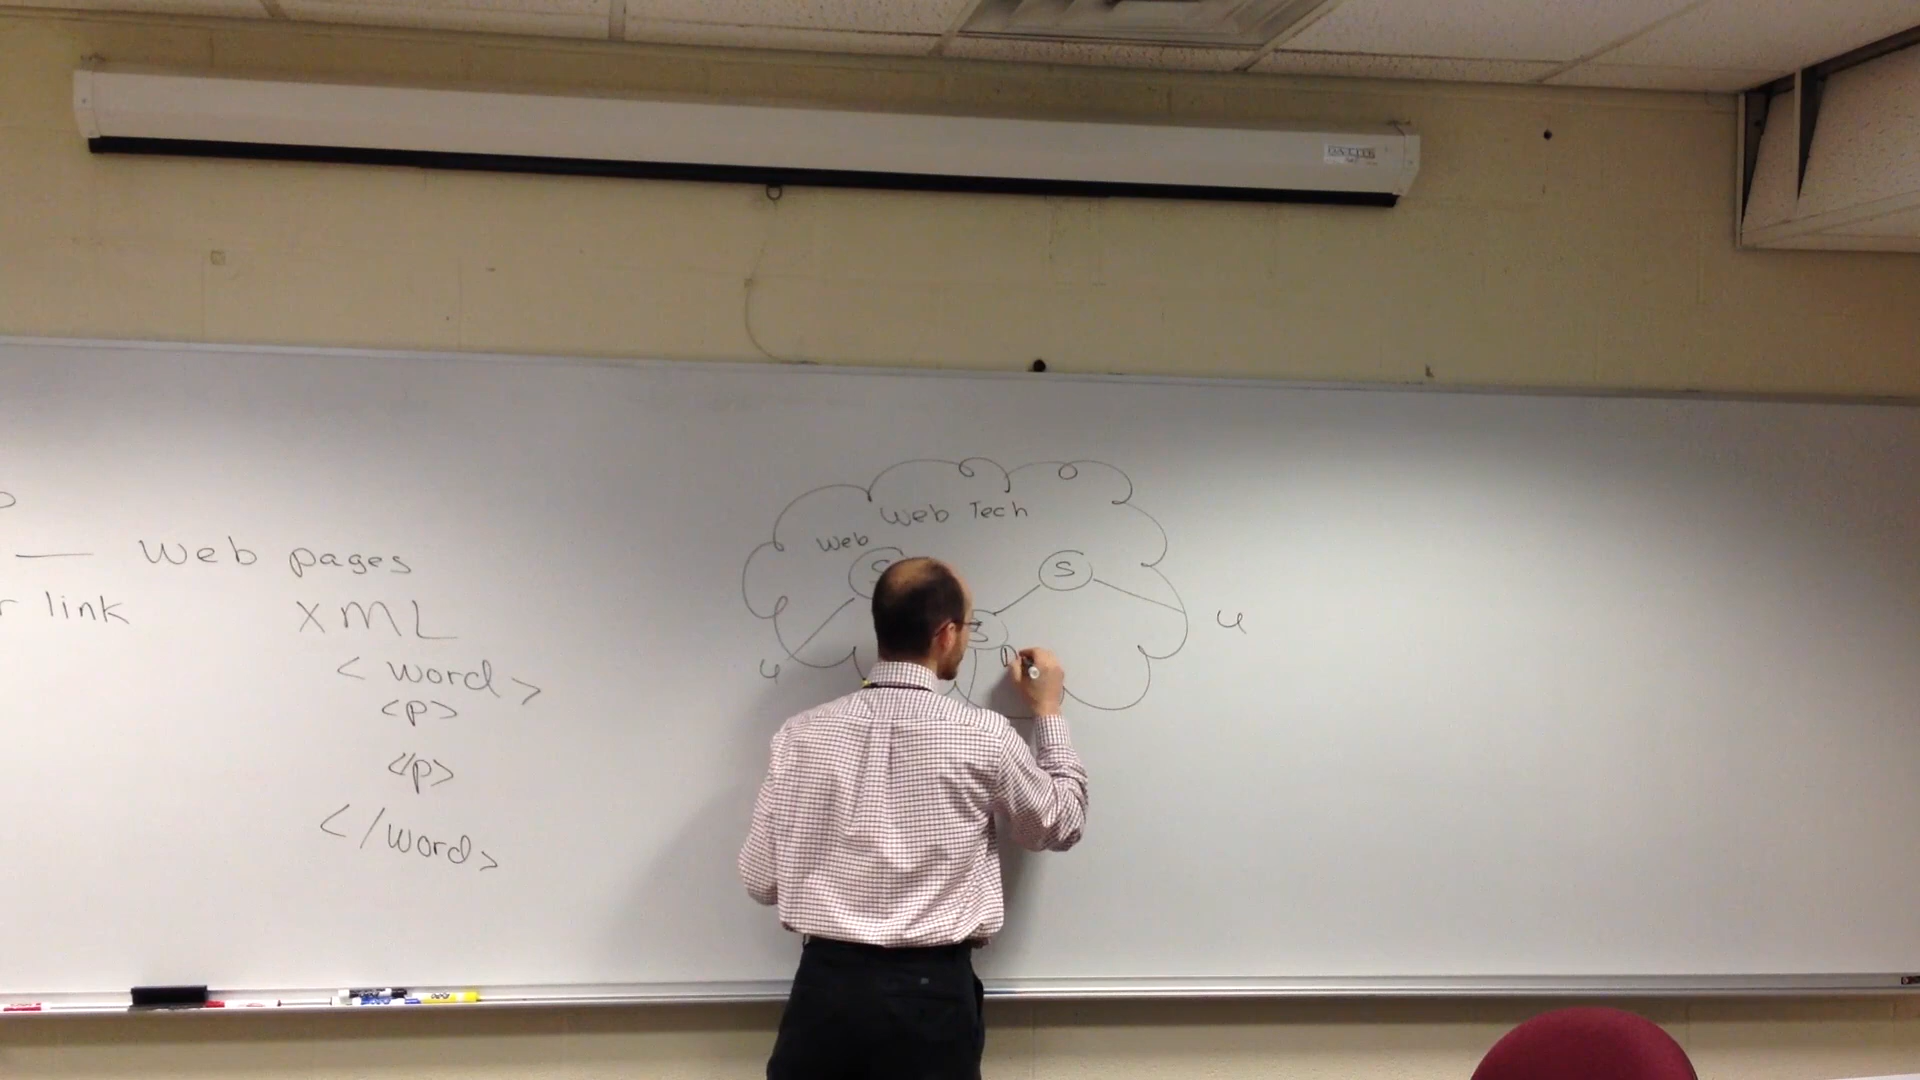 — Web pages
link
XML
< word >
<p>
</p>
</word>
Web Tech
Web
S
S
S
u
u